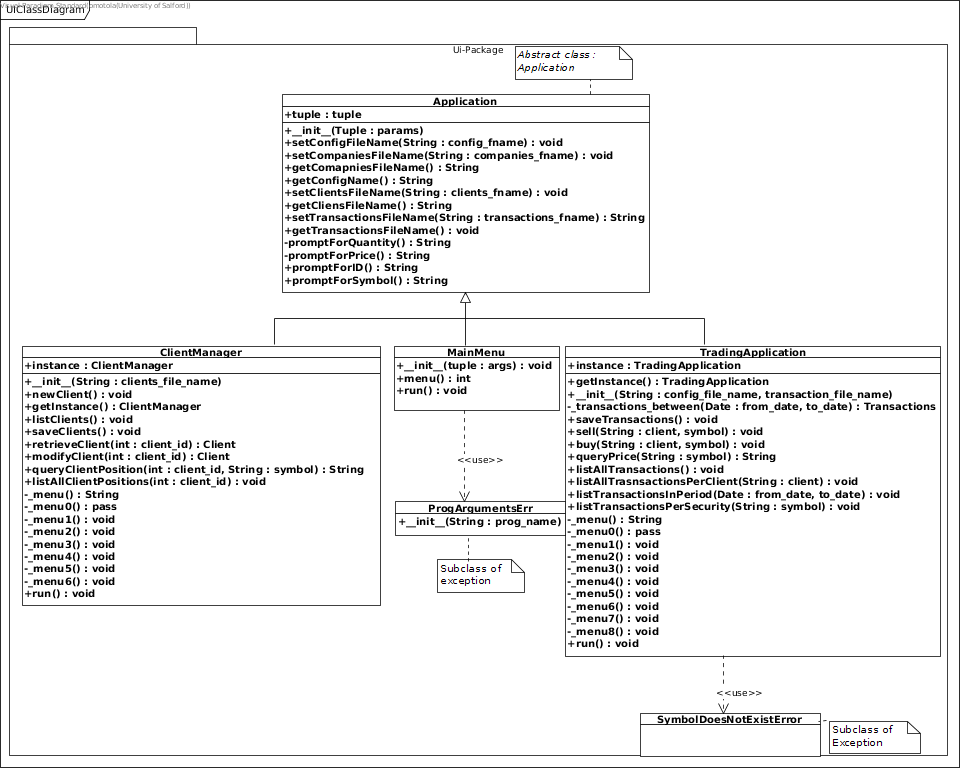 UIClassDiagram
Ui-Package
Abstract class :
Application
Application
+tuple : tuple
+__init__(Tuple : params)
+setConfigFileName(String : config_fname) : void
+setCompaniesFileName(String : companies_fname) : void
+getComapniesFileName() : String
+getConfigName() : String
+setClientsFileName(String : clients_fname) : void
+getCliensFileName() : String
+setTransactionsFileName(String : transactions_fname) : String
+getTransactionsFileName() : void
-promptForQuantity() : String
-promptForPrice() : String
+promptForID() : String
+promptForSymbol() : String
ClientManager
+instance : ClientManager
+__init__(String : clients_file_name)
+newClient() : void
+getInstance() : ClientManager
+listClients() : void
+saveClients() : void
+retrieveClient(int : client_id) : Client
+modifyClient(int : client_id) : Client
+queryClientPosition(int : client_id, String : symbol) : String
+listAllClientPositions(int : client_id) : void
-_menu() : String
-_menu0() : pass
-_menu1() : void
-_menu2() : void
-_menu3() : void
-_menu4() : void
-_menu5() : void
-_menu6() : void
+run() : void
MainMenu
+__init__(tuple : args) : void
+menu() : int
+run() : void
<<use>>
ProgArgumentsErr
+__init__(String : prog_name)
Subclass of
exception
TradingApplication
+instance : TradingApplication
+getInstance() : TradingApplication
+__init__(String : config_file_name, transaction_file_name)
-_transactions_between(Date : from_date, to_date) : Transactions
+saveTransactions() : void
+sell(String : client, symbol) : void
+buy(String : client, symbol) : void
+queryPrice(String : symbol) : String
+listAllTransactions() : void
+listAllTrasnsactionsPerClient(String : client) : void
+listTransactionsInPeriod(Date : from_date, to_date) : void
+listTransactionsPerSecurity(String : symbol) : void
-_menu() : String
-_menu0() : pass
-_menu1() : void
-_menu2() : void
-_menu3() : void
-_menu4() : void
-_menu5() : void
-_menu6() : void
-_menu7() : void
-_menu8() : void
+run() : void
<<use>>
SymbolDoesNotExistError
Subclass of
Exception